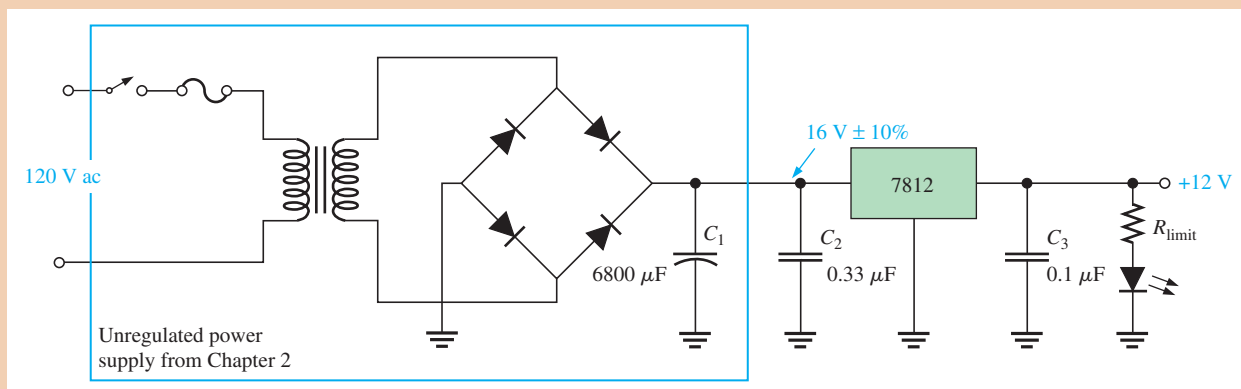 16 V ± 10%
120 V ac
7812
+12 V
C1
6800 μF
C2
0.33 μF
C3
0.1 μF
Rlimit
Unregulated power
supply from Chapter 2